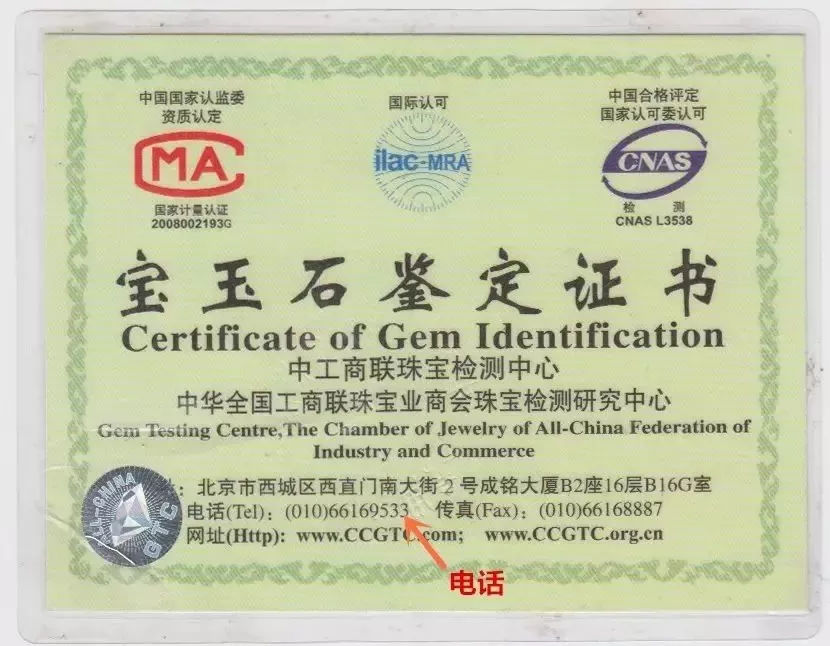 中国国家认监委
资质认定
MA
国家计量认证
2008002193G
国际认可
ilac-MRA
中国合格评定
国家认可委认可
CNAS
检 测
CNAS L3538
宝玉石鉴定证书
Certificate of Gem Identification
中工商联珠宝检测中心
中华全国工商联珠宝业商会珠宝检测研究中心
Gem Testing Centre,The Chamber of Jewelry of All-China Federation of
Industry and Commerce
：北京市西城区西直门南大街2号成铭大厦B2座16层B16G室
电话(Tel)：(010)66169533 传真(Fax)：(010)66168887
网址(Http)：www.CCGTC.com； www.CCGTC.org.cn
ALL-CHINA
GTC
电话